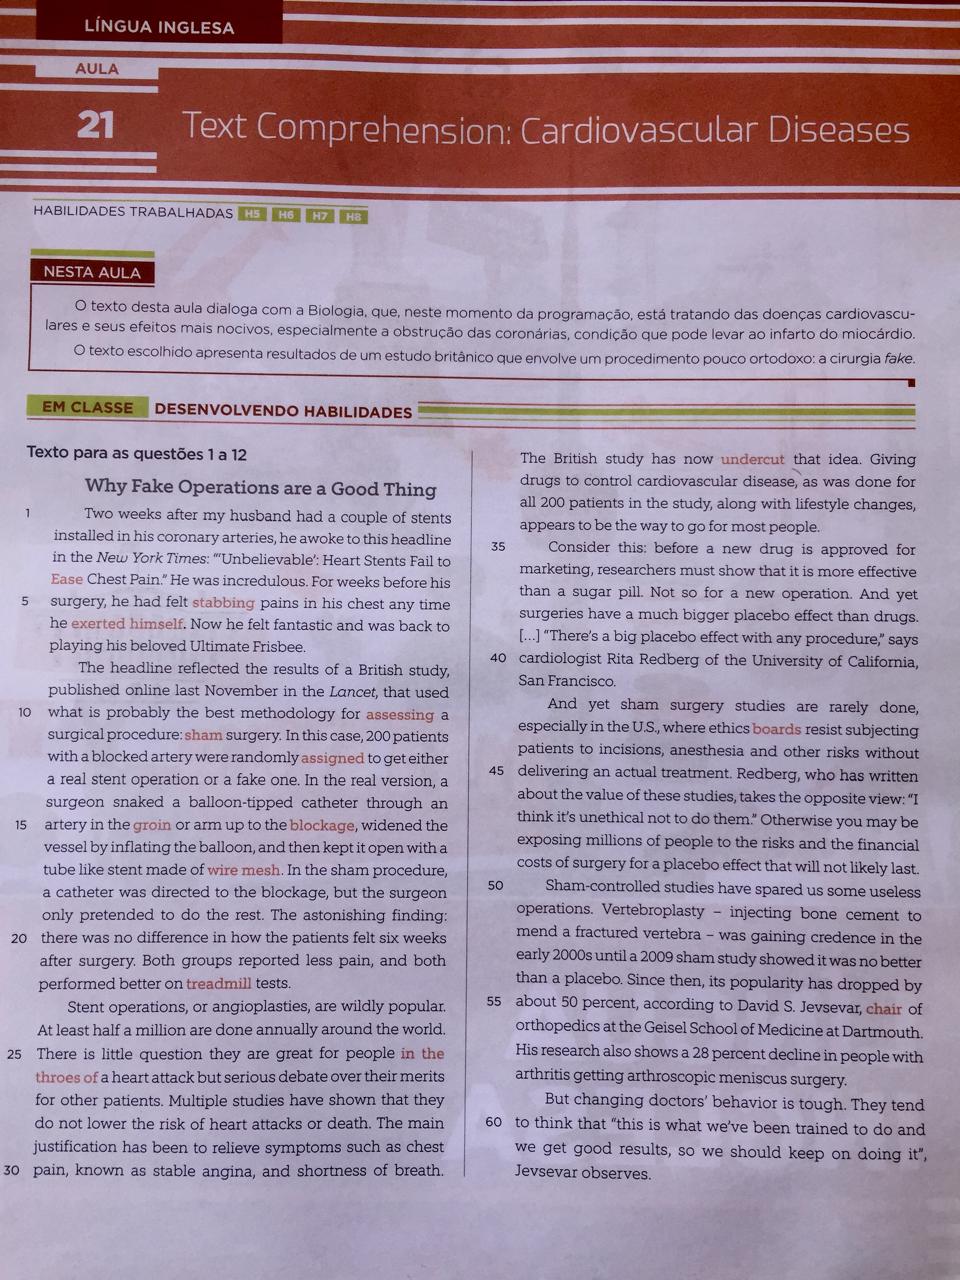 LÍNGUA INGLESA
AULA
21
Text Comprehension: Cardiovascular Diseases
HABILIDADES TRABALHADAS H5 H6 H7 H8
NESTA AULA
O texto desta aula dialoga com a Biologia, que, neste momento da programação, está tratando das doenças cardiovascu-
lares e seus efeitos mais nocivos, especialmente a obstrução das coronárias, condição que pode levar ao infarto do miocárdio.
O texto escolhido apresenta resultados de um estudo britânico que envolve um procedimento pouco ortodoxo: a cirurgia fake.
EM CLASSE DESENVOLVENDO HABILIDADES
Texto para as questões 1 a 12
Why Fake Operations are a Good Thing
1 Two weeks after my husband had a couple of stents
installed in his coronary arteries, he awoke to this headline
in the New York Times: "'Unbelievable': Heart Stents Fail to
Ease Chest Pain." He was incredulous. For weeks before his
5 surgery, he had felt stabbing pains in his chest any time
he exerted himself. Now he felt fantastic and was back to
playing his beloved Ultimate Frisbee.
The headline reflected the results of a British study,
published online last November in the Lancet, that used
10 what is probably the best methodology for assessing a
surgical procedure: sham surgery. In this case, 200 patients
with a blocked artery were randomly assigned to get either
a real stent operation or a fake one. In the real version, a
surgeon snaked a balloon-tipped catheter through an
15 artery in the groin or arm up to the blockage, widened the
vessel by inflating the balloon, and then kept it open with a
tube like stent made of wire mesh. In the sham procedure,
a catheter was directed to the blockage, but the surgeon
only pretended to do the rest. The astonishing finding:
20 there was no difference in how the patients felt six weeks
after surgery. Both groups reported less pain, and both
performed better on treadmill tests.
Stent operations, or angioplasties, are wildly popular.
At least half a million are done annually around the world.
25 There is little question they are great for people in the
throes of a heart attack but serious debate over their merits
for other patients. Multiple studies have shown that they
do not lower the risk of heart attacks or death. The main
justification has been to relieve symptoms such as chest
30 pain, known as stable angina, and shortness of breath.
The British study has now undercut that idea. Giving
drugs to control cardiovascular disease, as was done for
all 200 patients in the study, along with lifestyle changes,
appears to be the way to go for most people.
35 Consider this: before a new drug is approved for
marketing, researchers must show that it is more effective
than a sugar pill. Not so for a new operation. And yet
surgeries have a much bigger placebo effect than drugs.
[...] "There's a big placebo effect with any procedure," says
40 cardiologist Rita Redberg of the University of California,
San Francisco.
And yet sham surgery studies are rarely done,
especially in the U.S., where ethics boards resist subjecting
patients to incisions, anesthesia and other risks without
45 delivering an actual treatment. Redberg, who has written
about the value of these studies, takes the opposite view: "I
think it's unethical not to do them." Otherwise you may be
exposing millions of people to the risks and the financial
costs of surgery for a placebo effect that will not likely last.
50 Sham-controlled studies have spared us some useless
operations. Vertebroplasty – injecting bone cement to
mend a fractured vertebra – was gaining credence in the
early 2000s until a 2009 sham study showed it was no better
than a placebo. Since then, its popularity has dropped by
55 about 50 percent, according to David S. Jevsevar, chair of
orthopedics at the Geisel School of Medicine at Dartmouth.
His research also shows a 28 percent decline in people with
arthritis getting arthroscopic meniscus surgery.
But changing doctors' behavior is tough. They tend
60 to think that "this is what we've been trained to do and
we get good results, so we should keep on doing it",
Jevsevar observes.